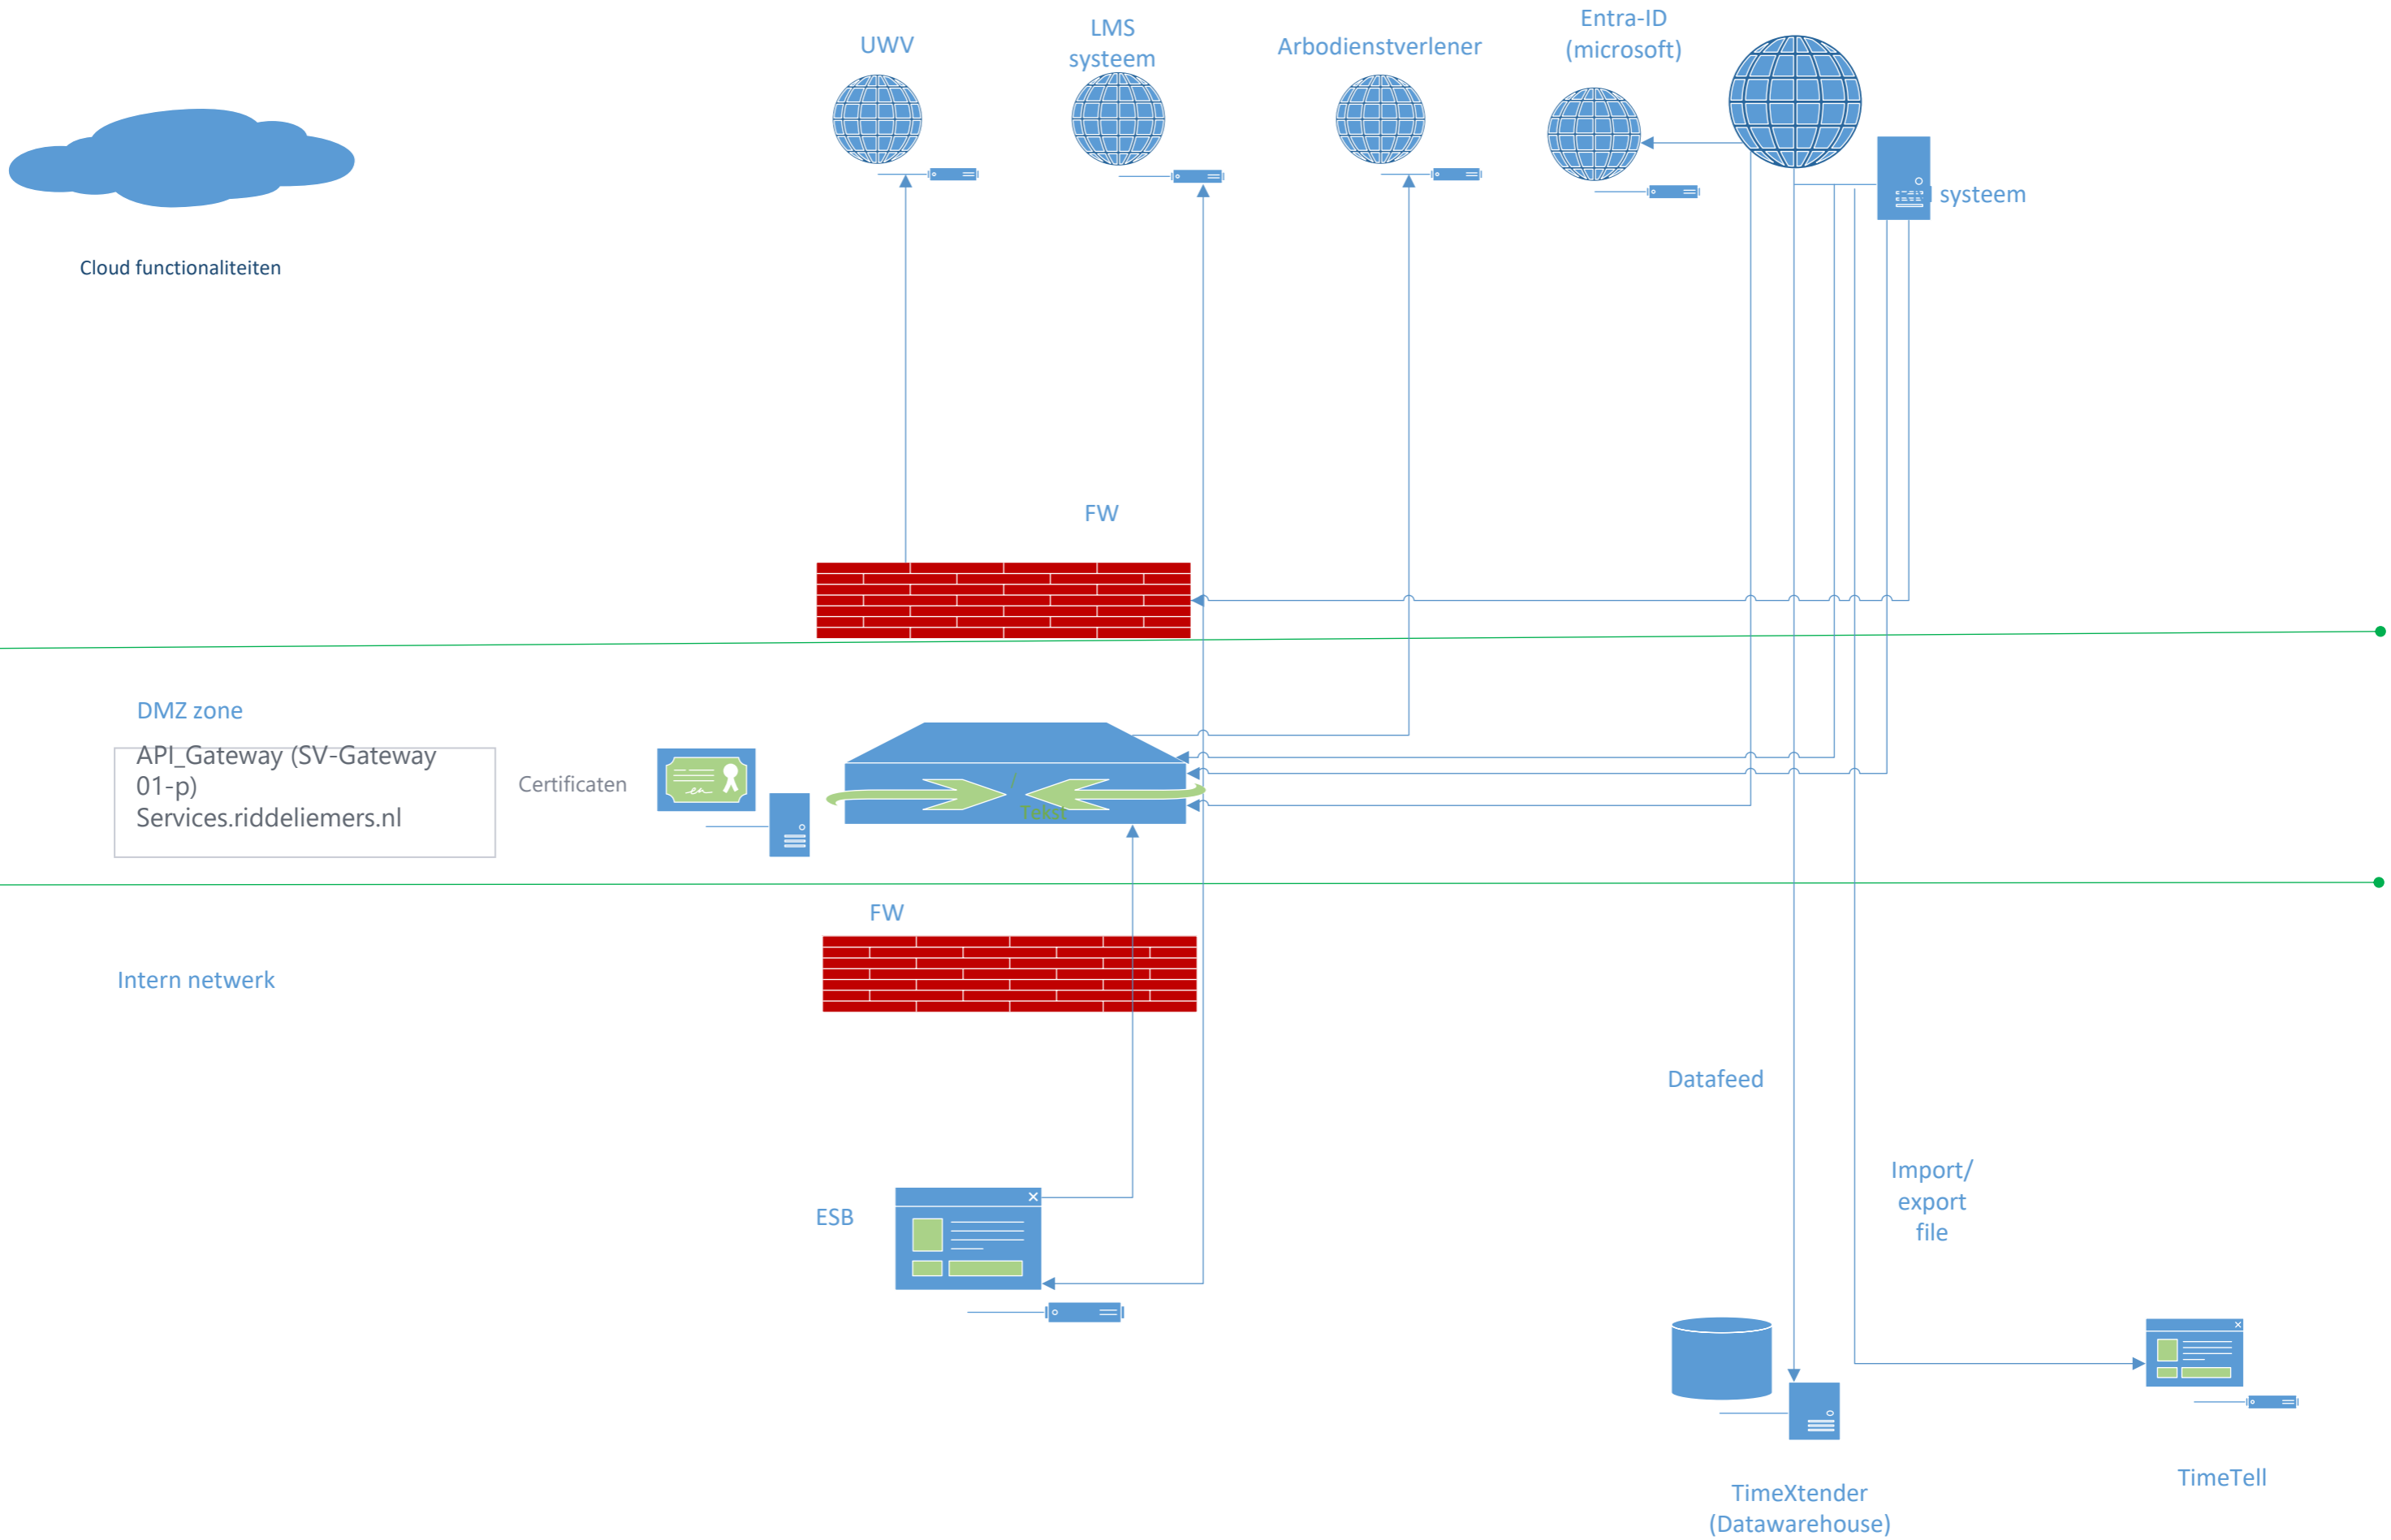 UWV
LMS
systeem
Arbodienstverlener
Entra-ID
(microsoft)
systeem
Cloud functionaliteiten
FW
DMZ zone
API_Gateway (SV-Gateway
01-p)
Services.riddeliemers.nl
Certificaten
/
Tekst
FW
Intern netwerk
Datafeed
Import/
export
file
ESB
TimeTell
TimeXtender
(Datawarehouse)